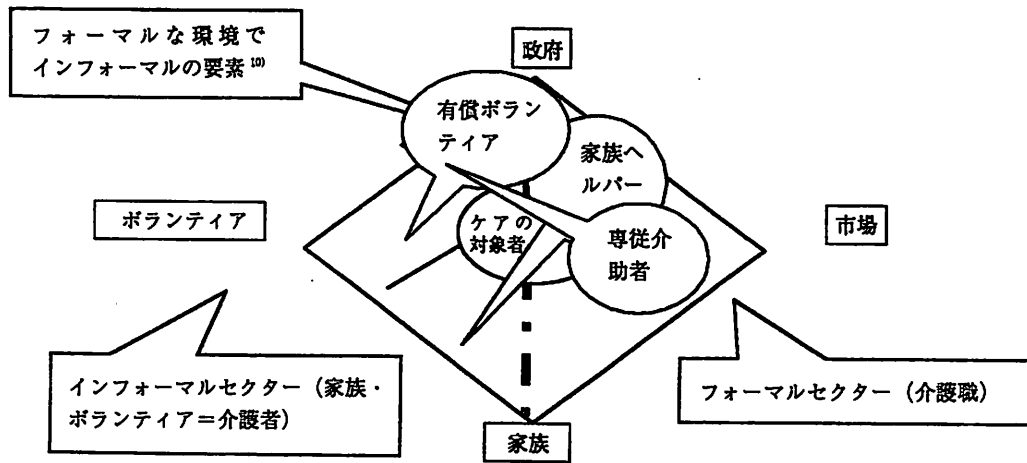 フォーマルな環境で
インフォーマルの要素 10)
政府
有償ボラン
ティア
家族ヘ
ルパー
ボランティア
ケアの
対象者
専従介
助者
市場
インフォーマルセクター（家族・
ボランティア＝介護者）
フォーマルセクター（介護職）
家族